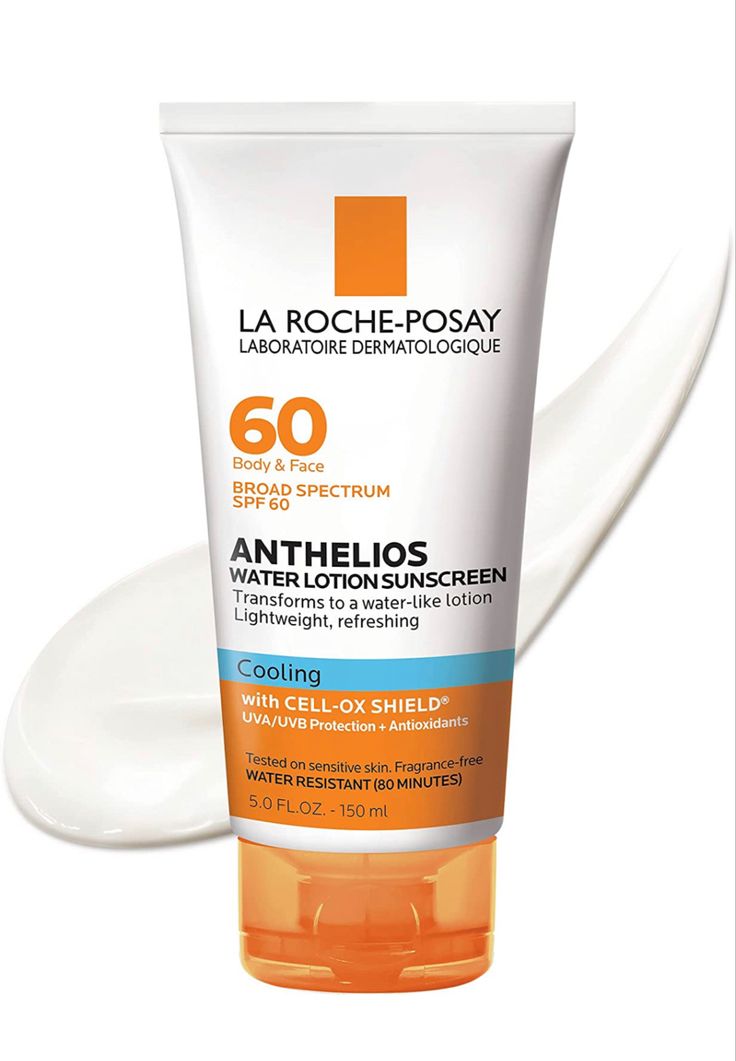 LA ROCHE-POSAY
LABORATOIRE DERMATOLOGIQUE
60
Body & Face
BROAD SPECTRUM
SPF 60
ANTHELIOS
WATER LOTION SUNSCREEN
Transforms to a water-like lotion
Lightweight, refreshing
Cooling
with CELL-OX SHIELD®
UVA/UVB Protection + Antioxidants
Tested on sensitive skin. Fragrance-free
WATER RESISTANT (80 MINUTES)
5.0 FL.OZ. - 150 ml